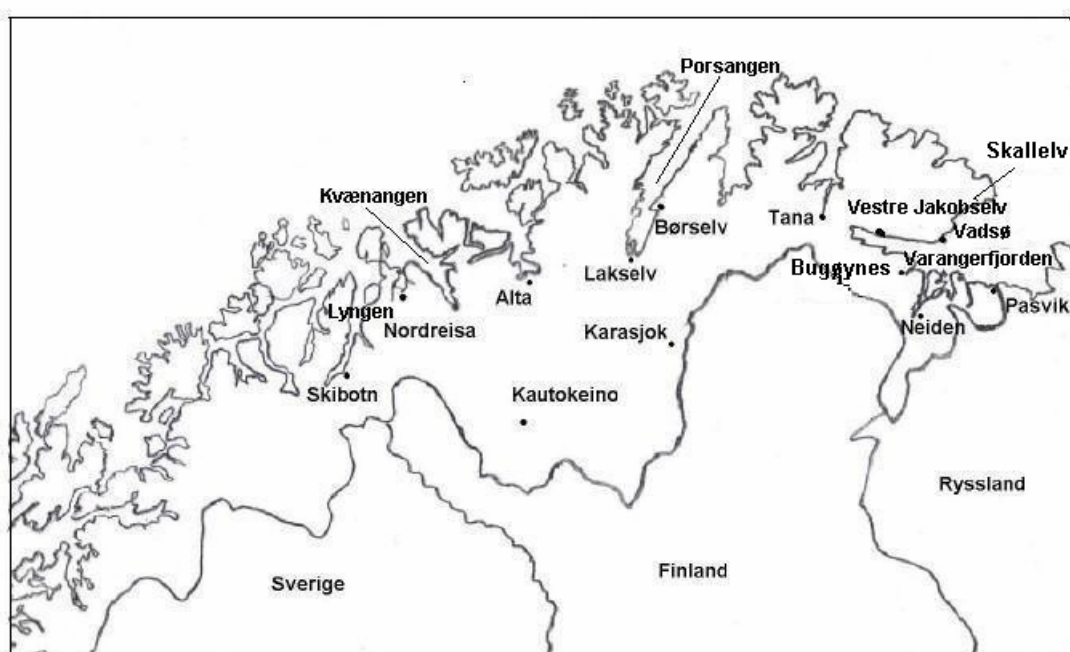 Porsangen
Skallelv
Kvænangen
Børselv
Tana
Vestre Jakobselv
Vadsø
Lakselv
Bugøynes
Varangerfjorden
Alta
Pasvik
Lyngen
Nordreisa
Karasjok
Neiden
Skibotn
Kautokeino
Ryssland
Sverige
Finland